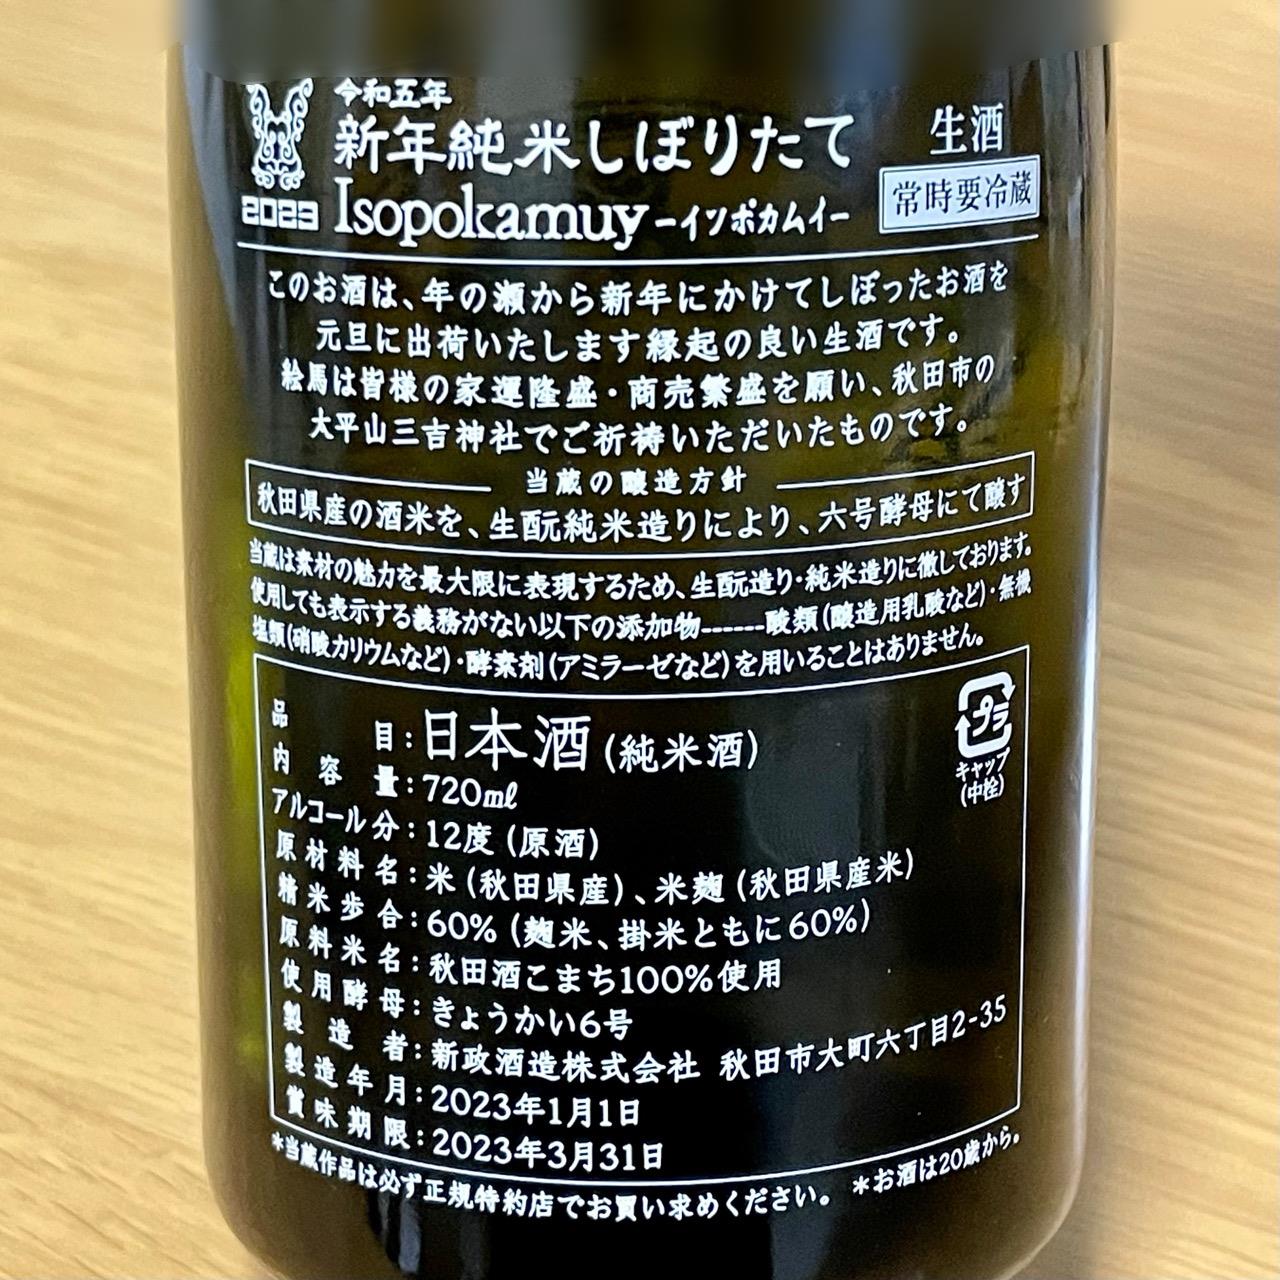 令和五年
新年純米しぼりたて
2023 Isopokamuy -イソポカムイ-
生酒
常時要冷蔵
このお酒は、年の瀬から新年にかけてしぼったお酒を
元旦に出荷いたします縁起の良い生酒です。
絵馬は皆様の家運隆盛・商売繁盛を願い、秋田市の
大平山三吉神社でご祈祷いただいたものです。
当蔵の醸造方針
秋田県産の酒米を、生酛純米造りにより、六号酵母にて醸す
当蔵は素材の魅力を最大限に表現するため、生酛造り・純米造りに徹しております。
使用しても表示する義務がない以下の添加物------酸類(醸造用乳酸など)・無機
塩類(硝酸カリウムなど)・酵素剤(アミラーゼなど)を用いることはありません。
品目:日本酒(純米酒)
内容量:720ml
アルコール分:12度(原酒)
原材料名:米(秋田県産)、米麹(秋田県産米)
精米歩合:60%(麹米、掛米ともに60%)
原料米名:秋田酒こまち100%使用
使用酵母:きょうかい6号
製造者:新政酒造株式会社 秋田市大町六丁目2-35
製造年月:2023年1月1日
賞味期限:2023年3月31日
プラ
キャップ
(中栓)
*当蔵作品は必ず正規特約店でお買い求めください。 *お酒は20歳から。